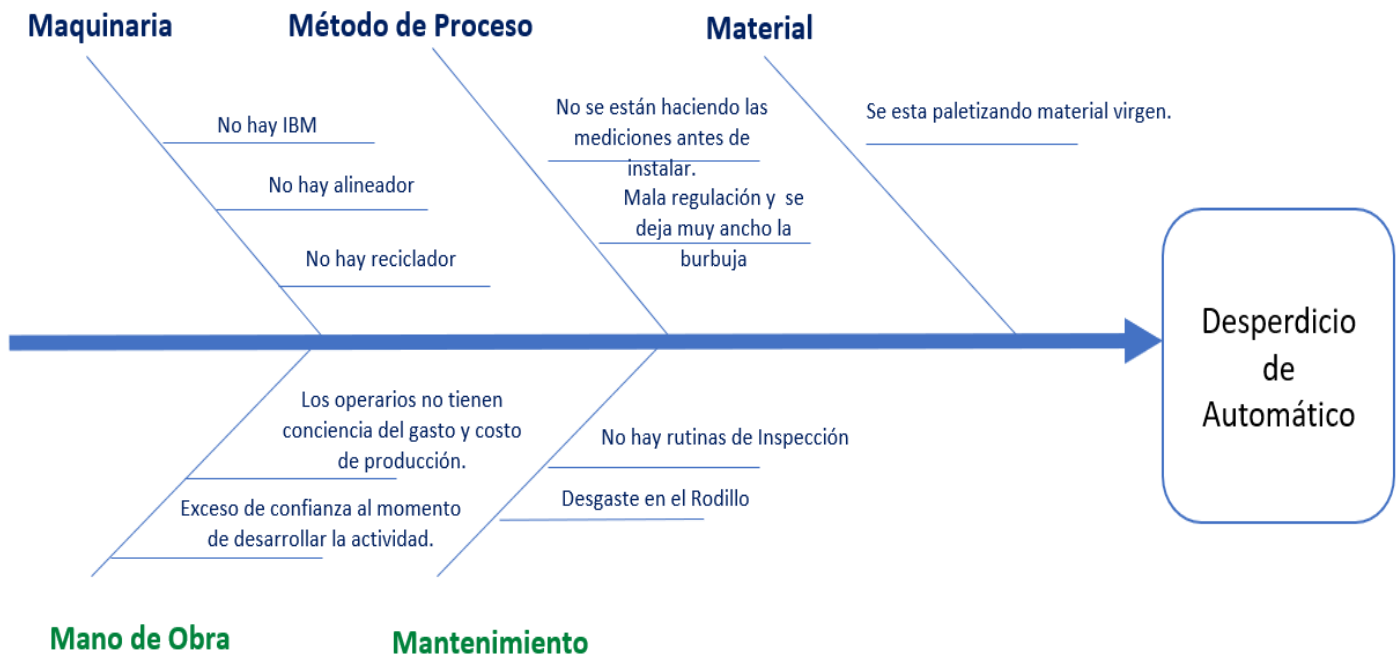 Maquinaria
Método de Proceso
Material
No hay IBM
No hay alineador
No hay reciclador
No se están haciendo las
mediciones antes de
instalar.
Mala regulación y se
deja muy ancho la
burbuja
Se esta paletizando material virgen.
Desperdicio
de
Automático
Los operarios no tienen
conciencia del gasto y costo
de producción.
Exceso de confianza al momento
de desarrollar la actividad.
No hay rutinas de Inspección
Desgaste en el Rodillo
Mano de Obra
Mantenimiento